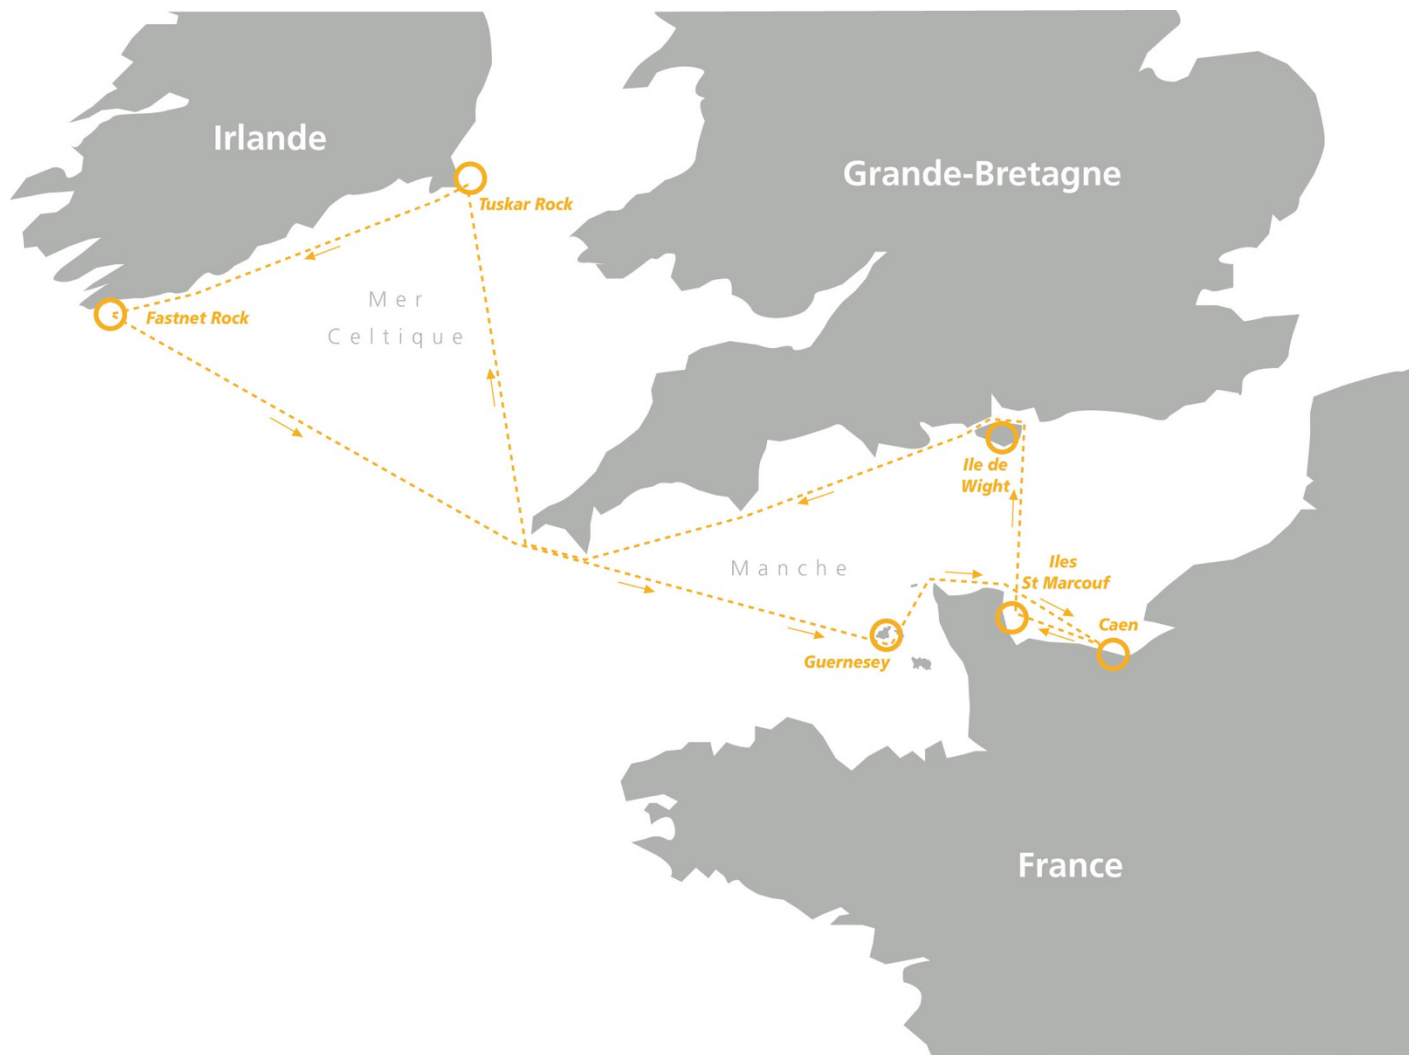 Irlande
Grande-Bretagne
Tuskar Rock
Mer
Celtique
Fastnet Rock
Ile de
Wight
Manche
Iles
St Marcouf
Caen
Guernesey
France